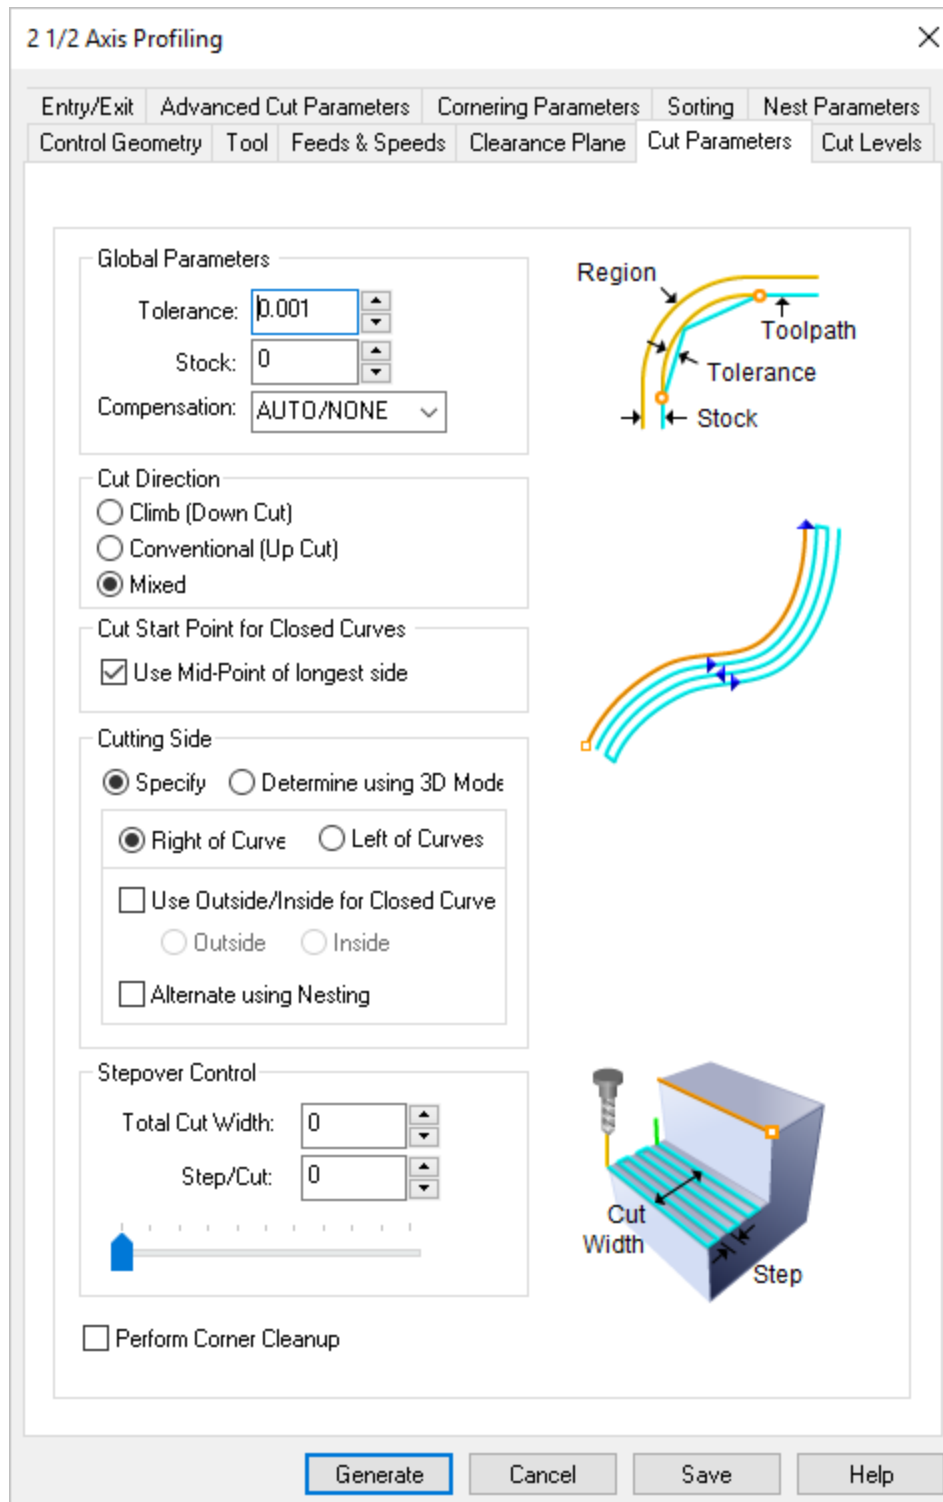 2 1/2 Axis Profiling
Entry/Exit Advanced Cut Parameters Cornering Parameters Sorting Nest Parameters
Control Geometry Tool Feeds & Speeds Clearance Plane Cut Parameters Cut Levels
Global Parameters
Tolerance: 0.001
Stock: 0
Compensation: AUTO/NONE
Region
Toolpath
Tolerance
Stock
Cut Direction
Climb (Down Cut)
Conventional (Up Cut)
Mixed
Cut Start Point for Closed Curves
Use Mid-Point of longest side
Cutting Side
Specify Determine using 3D Mode
Right of Curve Left of Curves
Use Outside/Inside for Closed Curve
Outside Inside
Alternate using Nesting
Stepover Control
Total Cut Width: 0
Step/Cut: 0
Cut
Width
Step
Perform Corner Cleanup
Generate Cancel Save Help